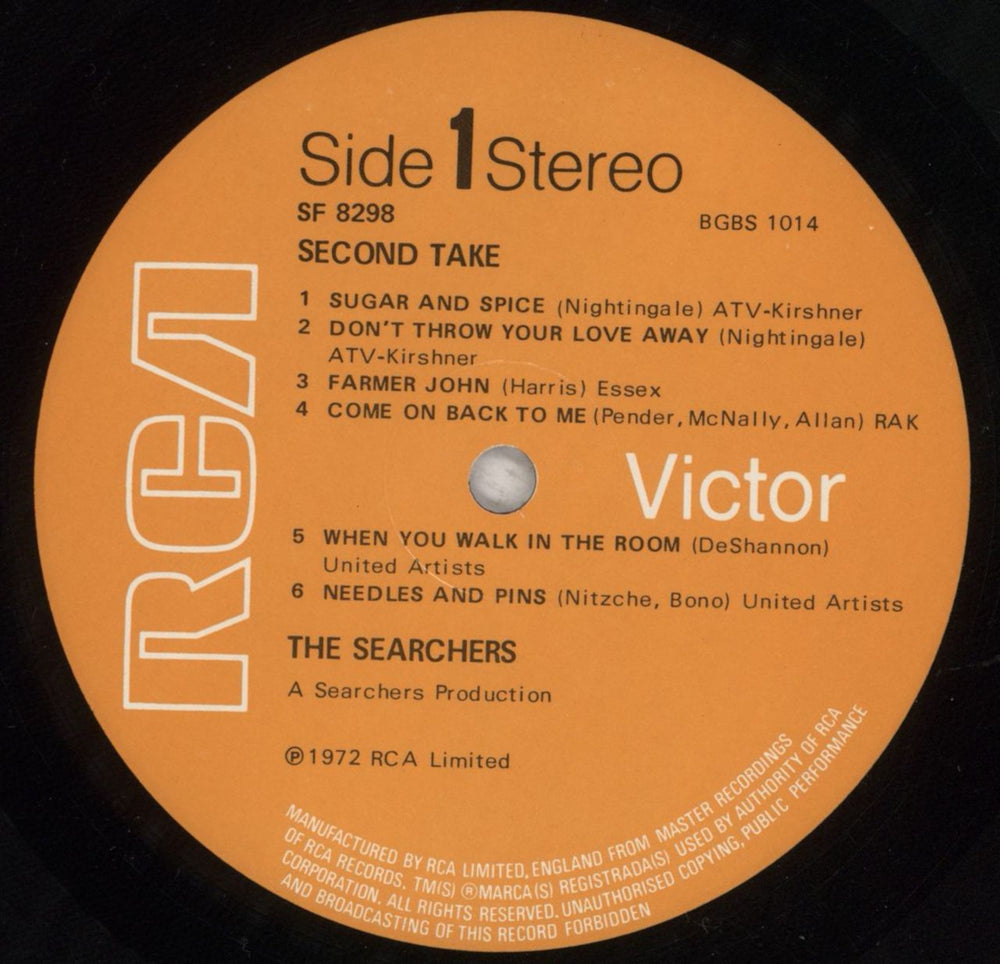 Side 1 Stereo
SF 8298
BGBS 1014
SECOND TAKE
1 SUGAR AND SPICE (Nightingale) ATV-Kirshner
2 DON'T THROW YOUR LOVE AWAY (Nightingale)
ATV-Kirshner
3 FARMER JOHN (Harris) Essex
4 COME ON BACK TO ME (Pender, McNally, Allan) RAK
RCA
Victor
5 WHEN YOU WALK IN THE ROOM (DeShannon)
United Artists
6 NEEDLES AND PINS (Nitzche, Bono) United Artists
THE SEARCHERS
A Searchers Production
℗ 1972 RCA Limited
MANUFACTURED BY RCA LIMITED, ENGLAND FROM MASTER RECORDINGS
OF RCA RECORDS. TM(S) ® MARCA(S) REGISTRADA(S) USED BY AUTHORITY OF RCA
CORPORATION. ALL RIGHTS RESERVED. UNAUTHORISED COPYING, PUBLIC PERFORMANCE
AND BROADCASTING OF THIS RECORD FORBIDDEN